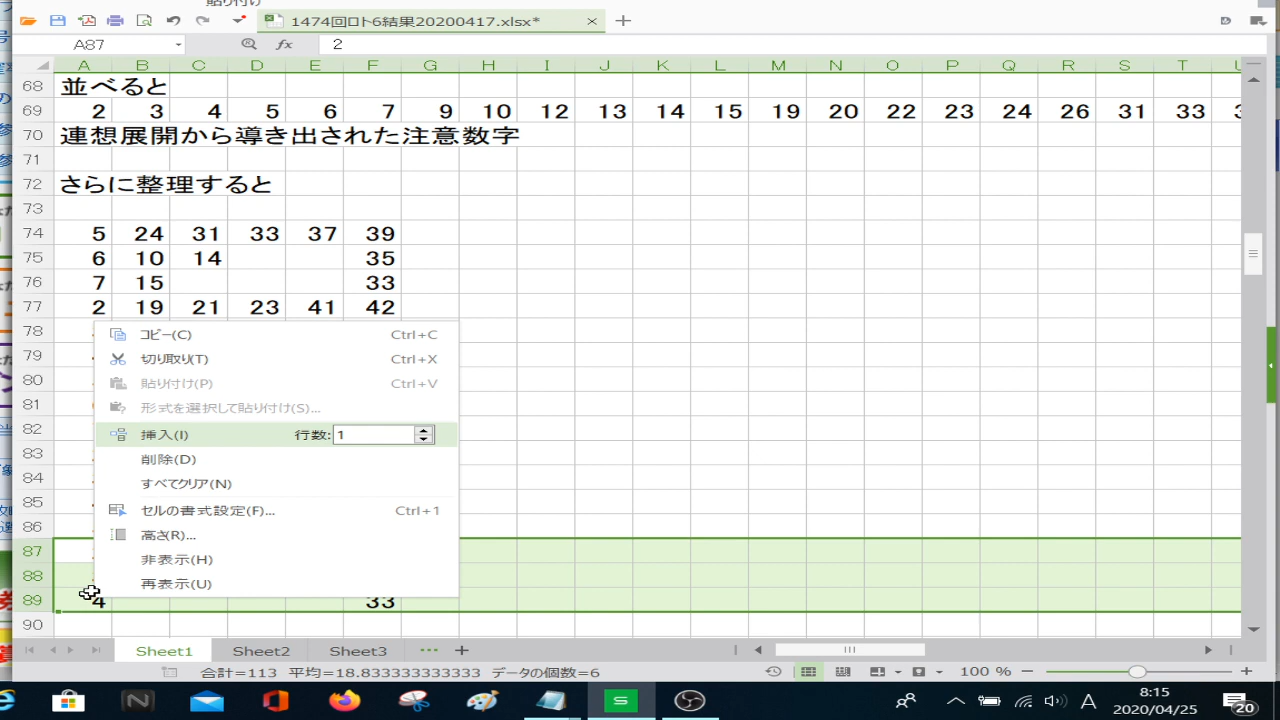 貼り付け
1474回ロト6結果20200417.xlsx*
A87 fx 2
A B C D E F G H I J K L M N O P Q R S T U
68 並べると
69 2 3 4 5 6 7 9 10 12 13 14 15 19 20 22 23 24 26 31 33
70 連想展開から導き出された注意数字
71
72 さらに整理すると
73
74 5 24 31 33 37 39
75 6 10 14 35
76 7 15 33
77 2 19 21 23 41 42
78
コピー(C) Ctrl+C
79
切り取り(T) Ctrl+X
80
貼り付け(P) Ctrl+V
81
形式を選択して貼り付け(S)...
82
挿入(I) 行数: 1
83
削除(D)
84
すべてクリア(N)
85
セルの書式設定(F)... Ctrl+1
86
高さ(R)...
87
非表示(H)
88
再表示(U)
89 4 33
90
Sheet1 Sheet2 Sheet3 ... +
合計=113 平均=18.833333333333 データの個数=6 100 %
A 8:15
2020/04/25 20